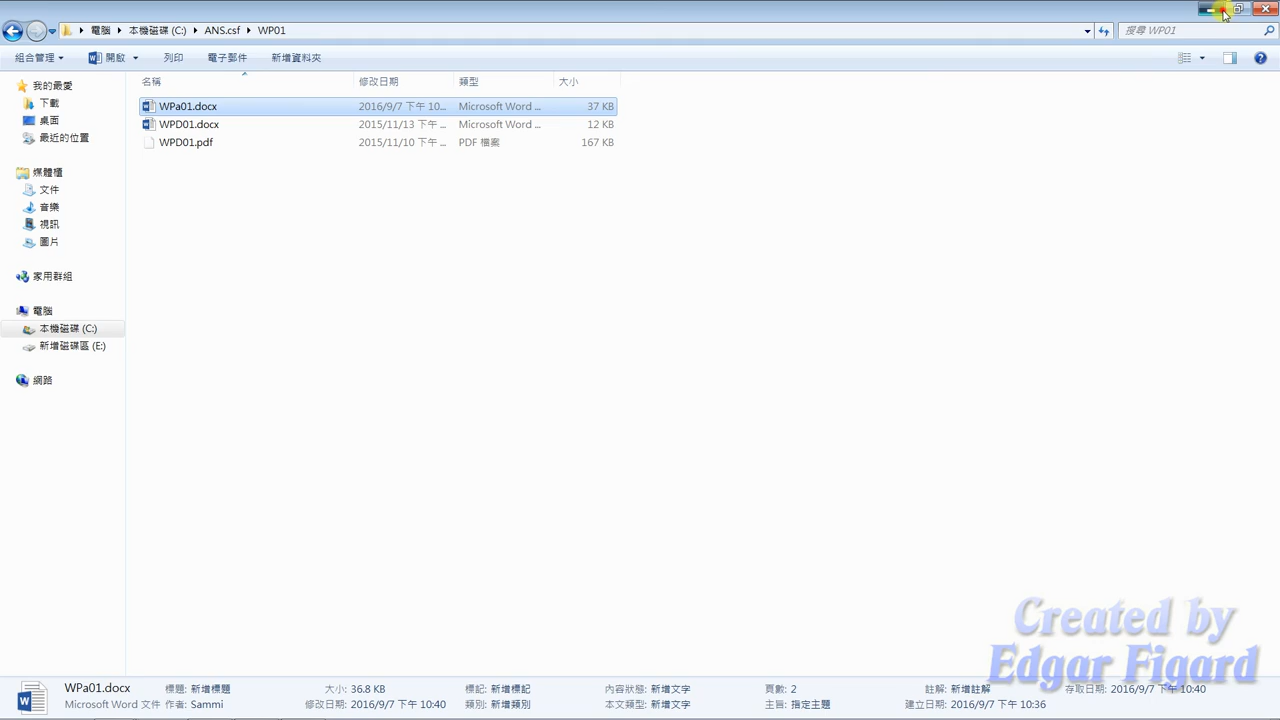 電腦 本機磁碟 (C:) ANS.csf WP01 搜尋 WP01
組合管理 開啟 列印 電子郵件 新增資料夾
名稱 修改日期 類型 大小
我的最愛
下載
桌面
最近的位置
媒體櫃
文件
音樂
視訊
圖片
家用群組
電腦
本機磁碟 (C:)
新增磁碟區 (E:)
網路
WPa01.docx 2016/9/7 下午 10... Microsoft Word ... 37 KB
WPD01.docx 2015/11/13 下午 ... Microsoft Word ... 12 KB
WPD01.pdf 2015/11/10 下午 ... PDF 檔案 167 KB
Created by
Edgar Figard
WPa01.docx 標題: 新增標題 大小: 36.8 KB 標記: 新增標記 內容狀態: 新增文字 頁數: 2 註解: 新增註解 存取日期: 2016/9/7 下午 10:40
Microsoft Word 文件 作者: Sammi 修改日期: 2016/9/7 下午 10:40 類別: 新增類別 本文類型: 新增文字 主旨: 指定主題 建立日期: 2016/9/7 下午 10:36